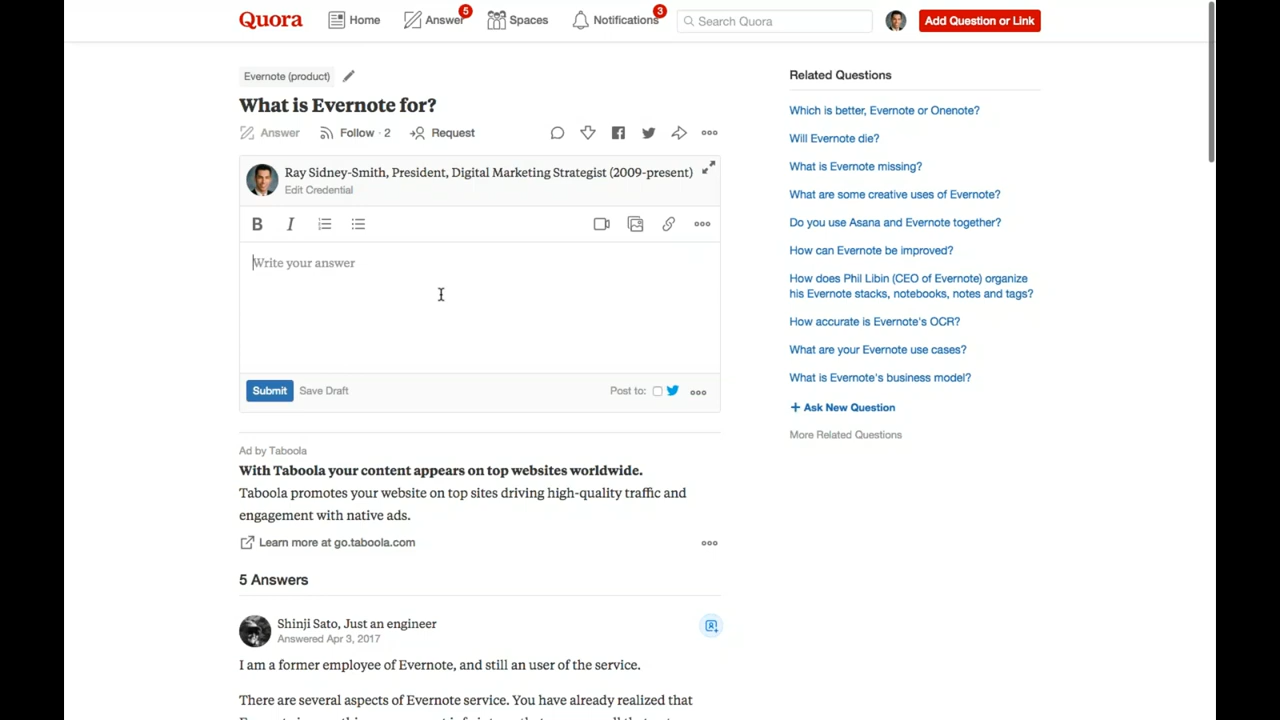 Quora
Home
Answer
5
Spaces
Notifications
3
Search Quora
Add Question or Link
Evernote (product)
What is Evernote for?
Answer
Follow · 2
Request
Ray Sidney-Smith, President, Digital Marketing Strategist (2009-present)
Edit Credential
B I
Write your answer
Submit
Save Draft
Post to:
Ad by Taboola
With Taboola your content appears on top websites worldwide.
Taboola promotes your website on top sites driving high-quality traffic and
engagement with native ads.
Learn more at go.taboola.com
5 Answers
Shinji Sato, Just an engineer
Answered Apr 3, 2017
I am a former employee of Evernote, and still an user of the service.
There are several aspects of Evernote service. You have already realized that
Related Questions
Which is better, Evernote or Onenote?
Will Evernote die?
What is Evernote missing?
What are some creative uses of Evernote?
Do you use Asana and Evernote together?
How can Evernote be improved?
How does Phil Libin (CEO of Evernote) organize
his Evernote stacks, notebooks, notes and tags?
How accurate is Evernote's OCR?
What are your Evernote use cases?
What is Evernote's business model?
+ Ask New Question
More Related Questions